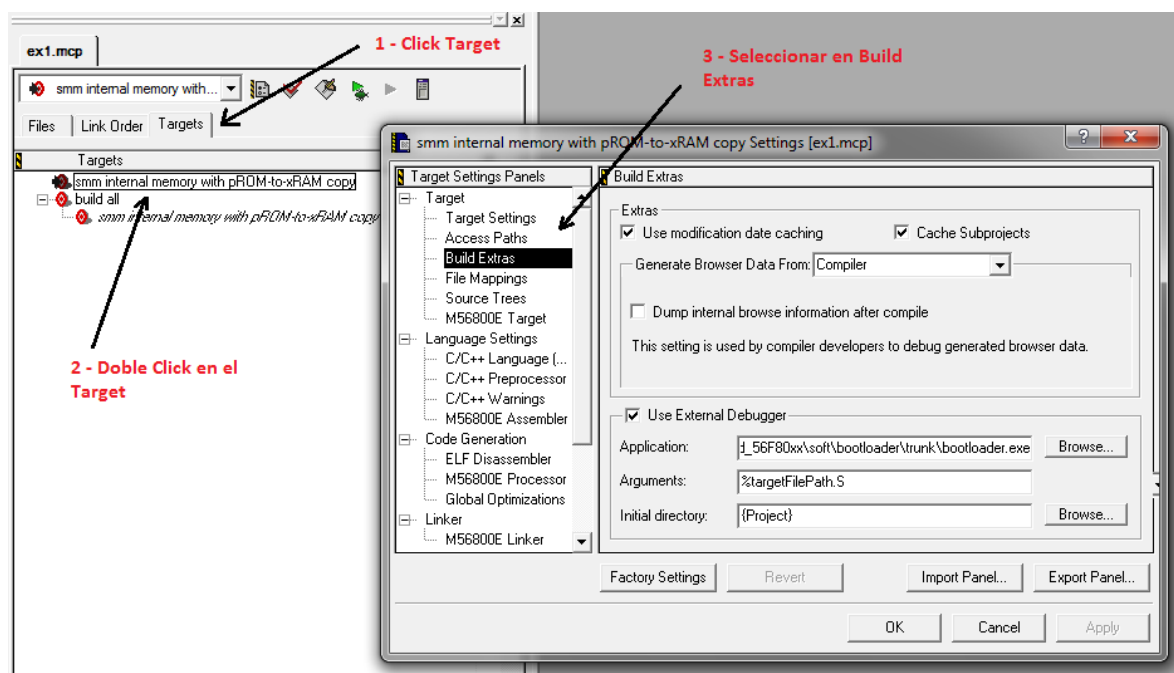 ex1.mcp
1 - Click Target
3 - Seleccionar en Build
Extras
smm internal memory with...
Files
Link Order
Targets
Targets
smm internal memory with pROM-to-xRAM copy
build all
smm internal memory with pROM-to-xRAM copy
2 - Doble Click en el
Target
smm internal memory with pROM-to-xRAM copy Settings [ex1.mcp]
Target Settings Panels
Target
Target Settings
Access Paths
Build Extras
File Mappings
Source Trees
M56800E Target
Language Settings
C/C++ Language (...
C/C++ Preprocessor
C/C++ Warnings
M56800E Assembler
Code Generation
ELF Disassembler
M56800E Processor
Global Optimizations
Linker
M56800E Linker
Build Extras
Extras
Use modification date caching
Cache Subprojects
Generate Browser Data From: Compiler
Dump internal browse information after compile
This setting is used by compiler developers to debug generated browser data.
Use External Debugger
Application:
_56F80xx\soft\bootloader\trunk\bootloader.exe
Browse...
Arguments:
%targetFilePath.S
Initial directory:
{Project}
Browse...
Factory Settings
Revert
Import Panel...
Export Panel...
OK
Cancel
Apply